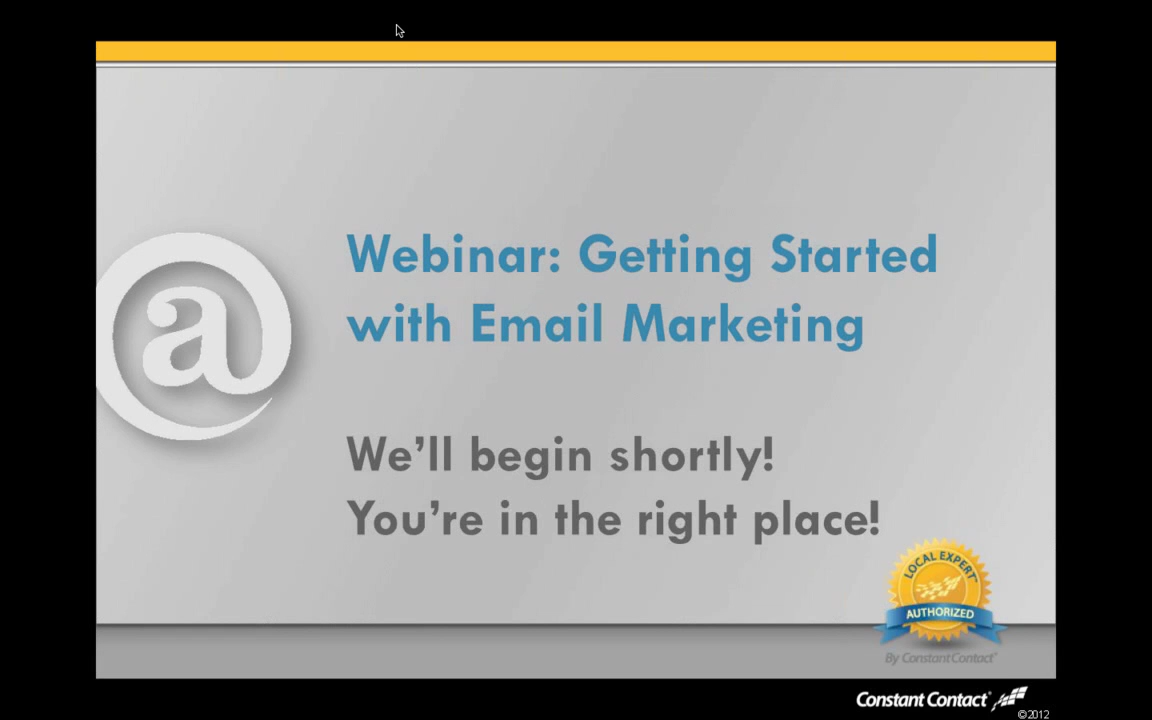 Webinar: Getting Started
with Email Marketing
@
We'll begin shortly!
You're in the right place!
LOCAL EXPERT™
AUTHORIZED
By Constant Contact®
Constant Contact®
©2012